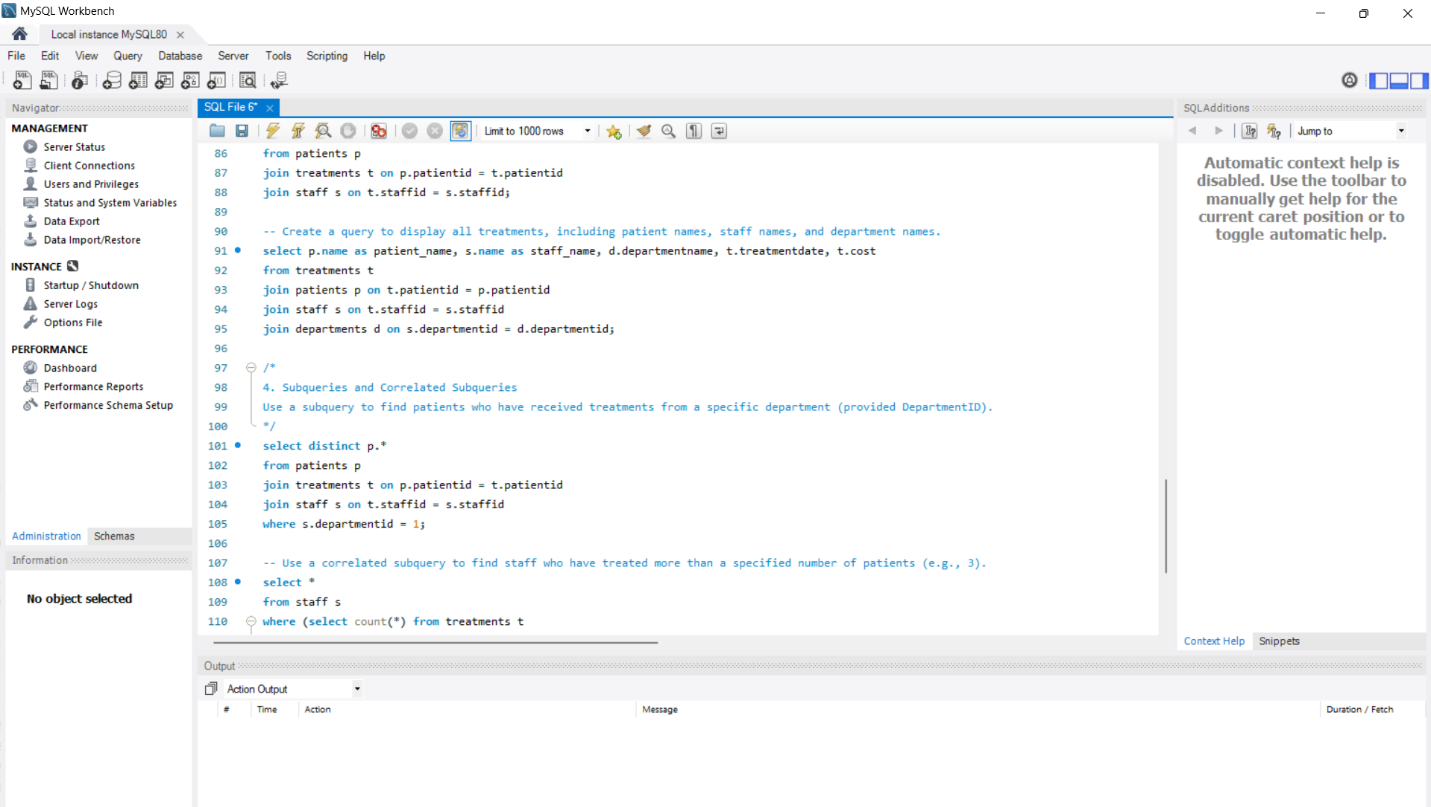 MySQL Workbench
Local instance MySQL80
File Edit View Query Database Server Tools Scripting Help
Navigator
MANAGEMENT
Server Status
Client Connections
Users and Privileges
Status and System Variables
Data Export
Data Import/Restore
INSTANCE
Startup / Shutdown
Server Logs
Options File
PERFORMANCE
Dashboard
Performance Reports
Performance Schema Setup
Administration Schemas
Information
No object selected
SQL File 6*
Limit to 1000 rows
86 from patients p
87 join treatments t on p.patientid = t.patientid
88 join staff s on t.staffid = s.staffid;
89
90 -- Create a query to display all treatments, including patient names, staff names, and department names.
91 select p.name as patient_name, s.name as staff_name, d.departmentname, t.treatmentdate, t.cost
92 from treatments t
93 join patients p on t.patientid = p.patientid
94 join staff s on t.staffid = s.staffid
95 join departments d on s.departmentid = d.departmentid;
96
97 /*
98 4. Subqueries and Correlated Subqueries
99 Use a subquery to find patients who have received treatments from a specific department (provided DepartmentID).
100 */
101 select distinct p.*
102 from patients p
103 join treatments t on p.patientid = t.patientid
104 join staff s on t.staffid = s.staffid
105 where s.departmentid = 1;
106
107 -- Use a correlated subquery to find staff who have treated more than a specified number of patients (e.g., 3).
108 select *
109 from staff s
110 where (select count(*) from treatments t
SQLAdditions
Jump to
Automatic context help is
disabled. Use the toolbar to
manually get help for the
current caret position or to
toggle automatic help.
Context Help Snippets
Output
Action Output
# Time Action Message Duration / Fetch